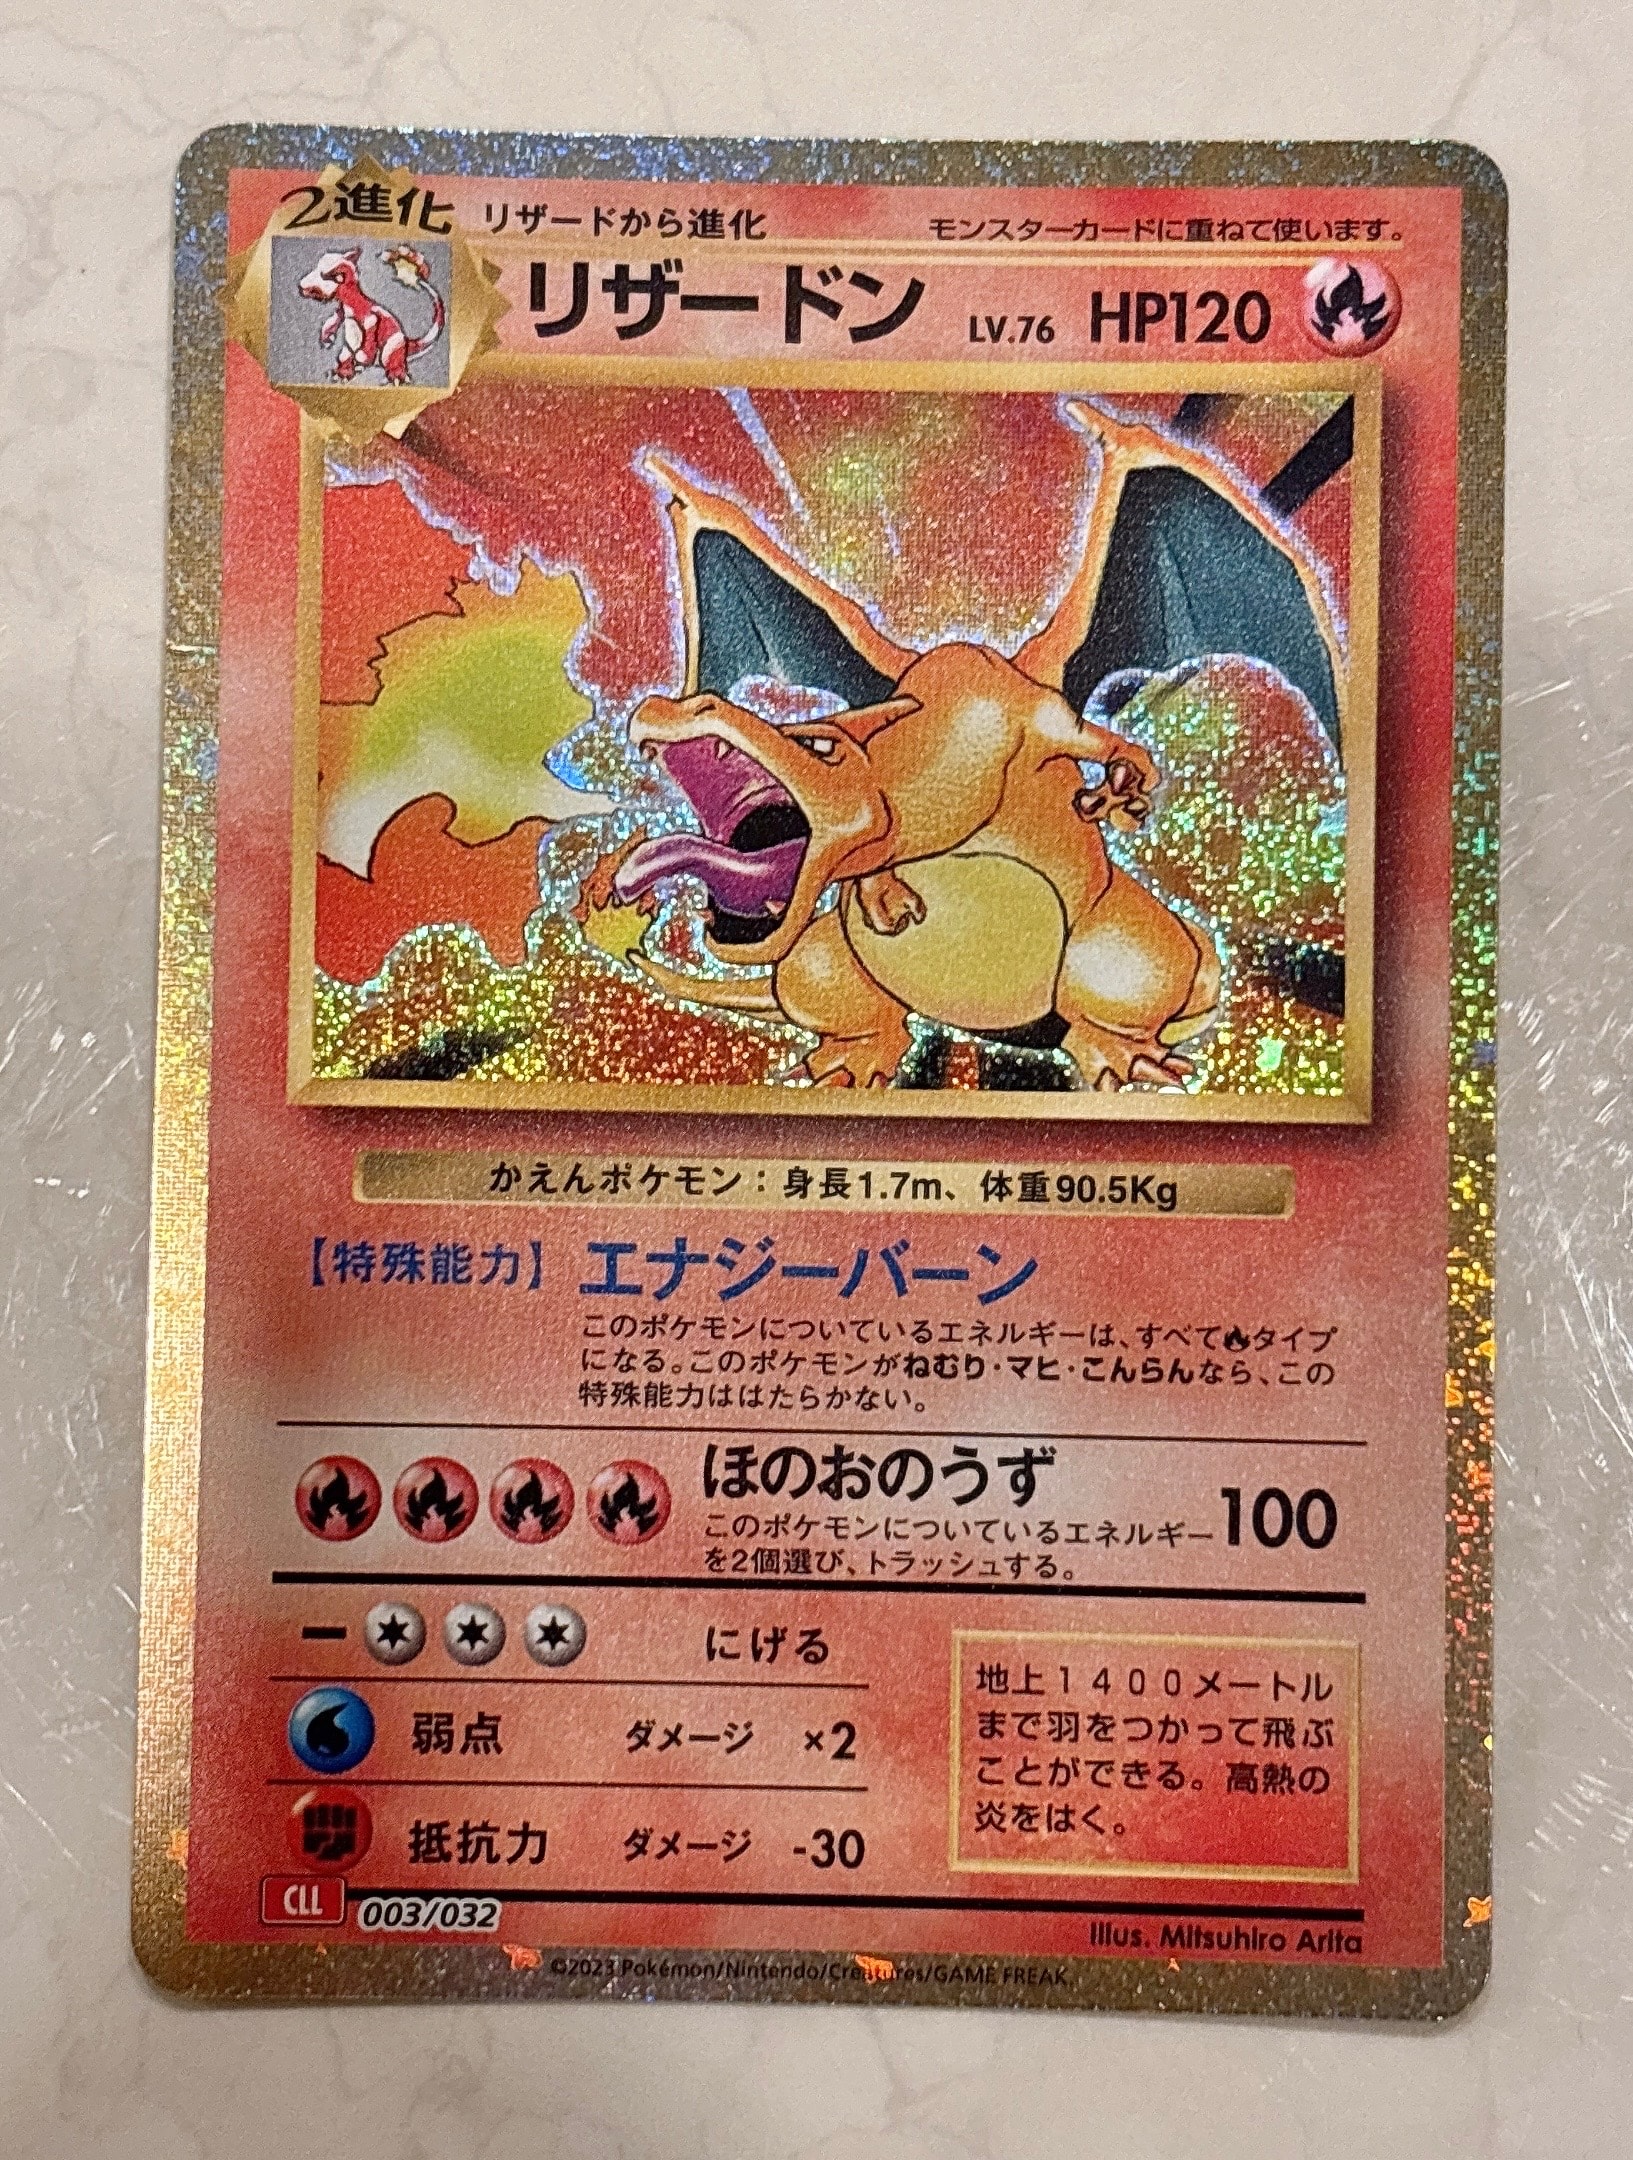 2進化 リザードから進化 モンスターカードに重ねて使います。
リザードン LV.76 HP120
かえんポケモン：身長1.7m、体重90.5Kg
【特殊能力】 エナジーバーン
このポケモンについているエネルギーは、すべてタイプ
になる。このポケモンがねむり・マヒ・こんらんなら、この
特殊能力ははたらかない。
ほのおのうず 100
このポケモンについているエネルギー
を2個選び、トラッシュする。
ー にげる
弱点 ダメージ ×2
抵抗力 ダメージ -30
地上1400メートル
まで羽をつかって飛ぶ
ことができる。高熱の
炎をはく。
CLL 003/032
Illus. Mitsuhiro Arita
©2023 Pokémon/Nintendo/Creatures/GAME FREAK.